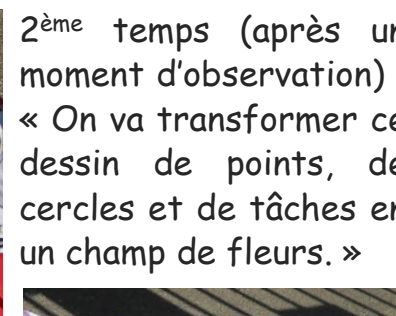 2ème temps (après un
moment d'observation)
« On va transformer ce
dessin de points, de
cercles et de tâches en
un champ de fleurs. »